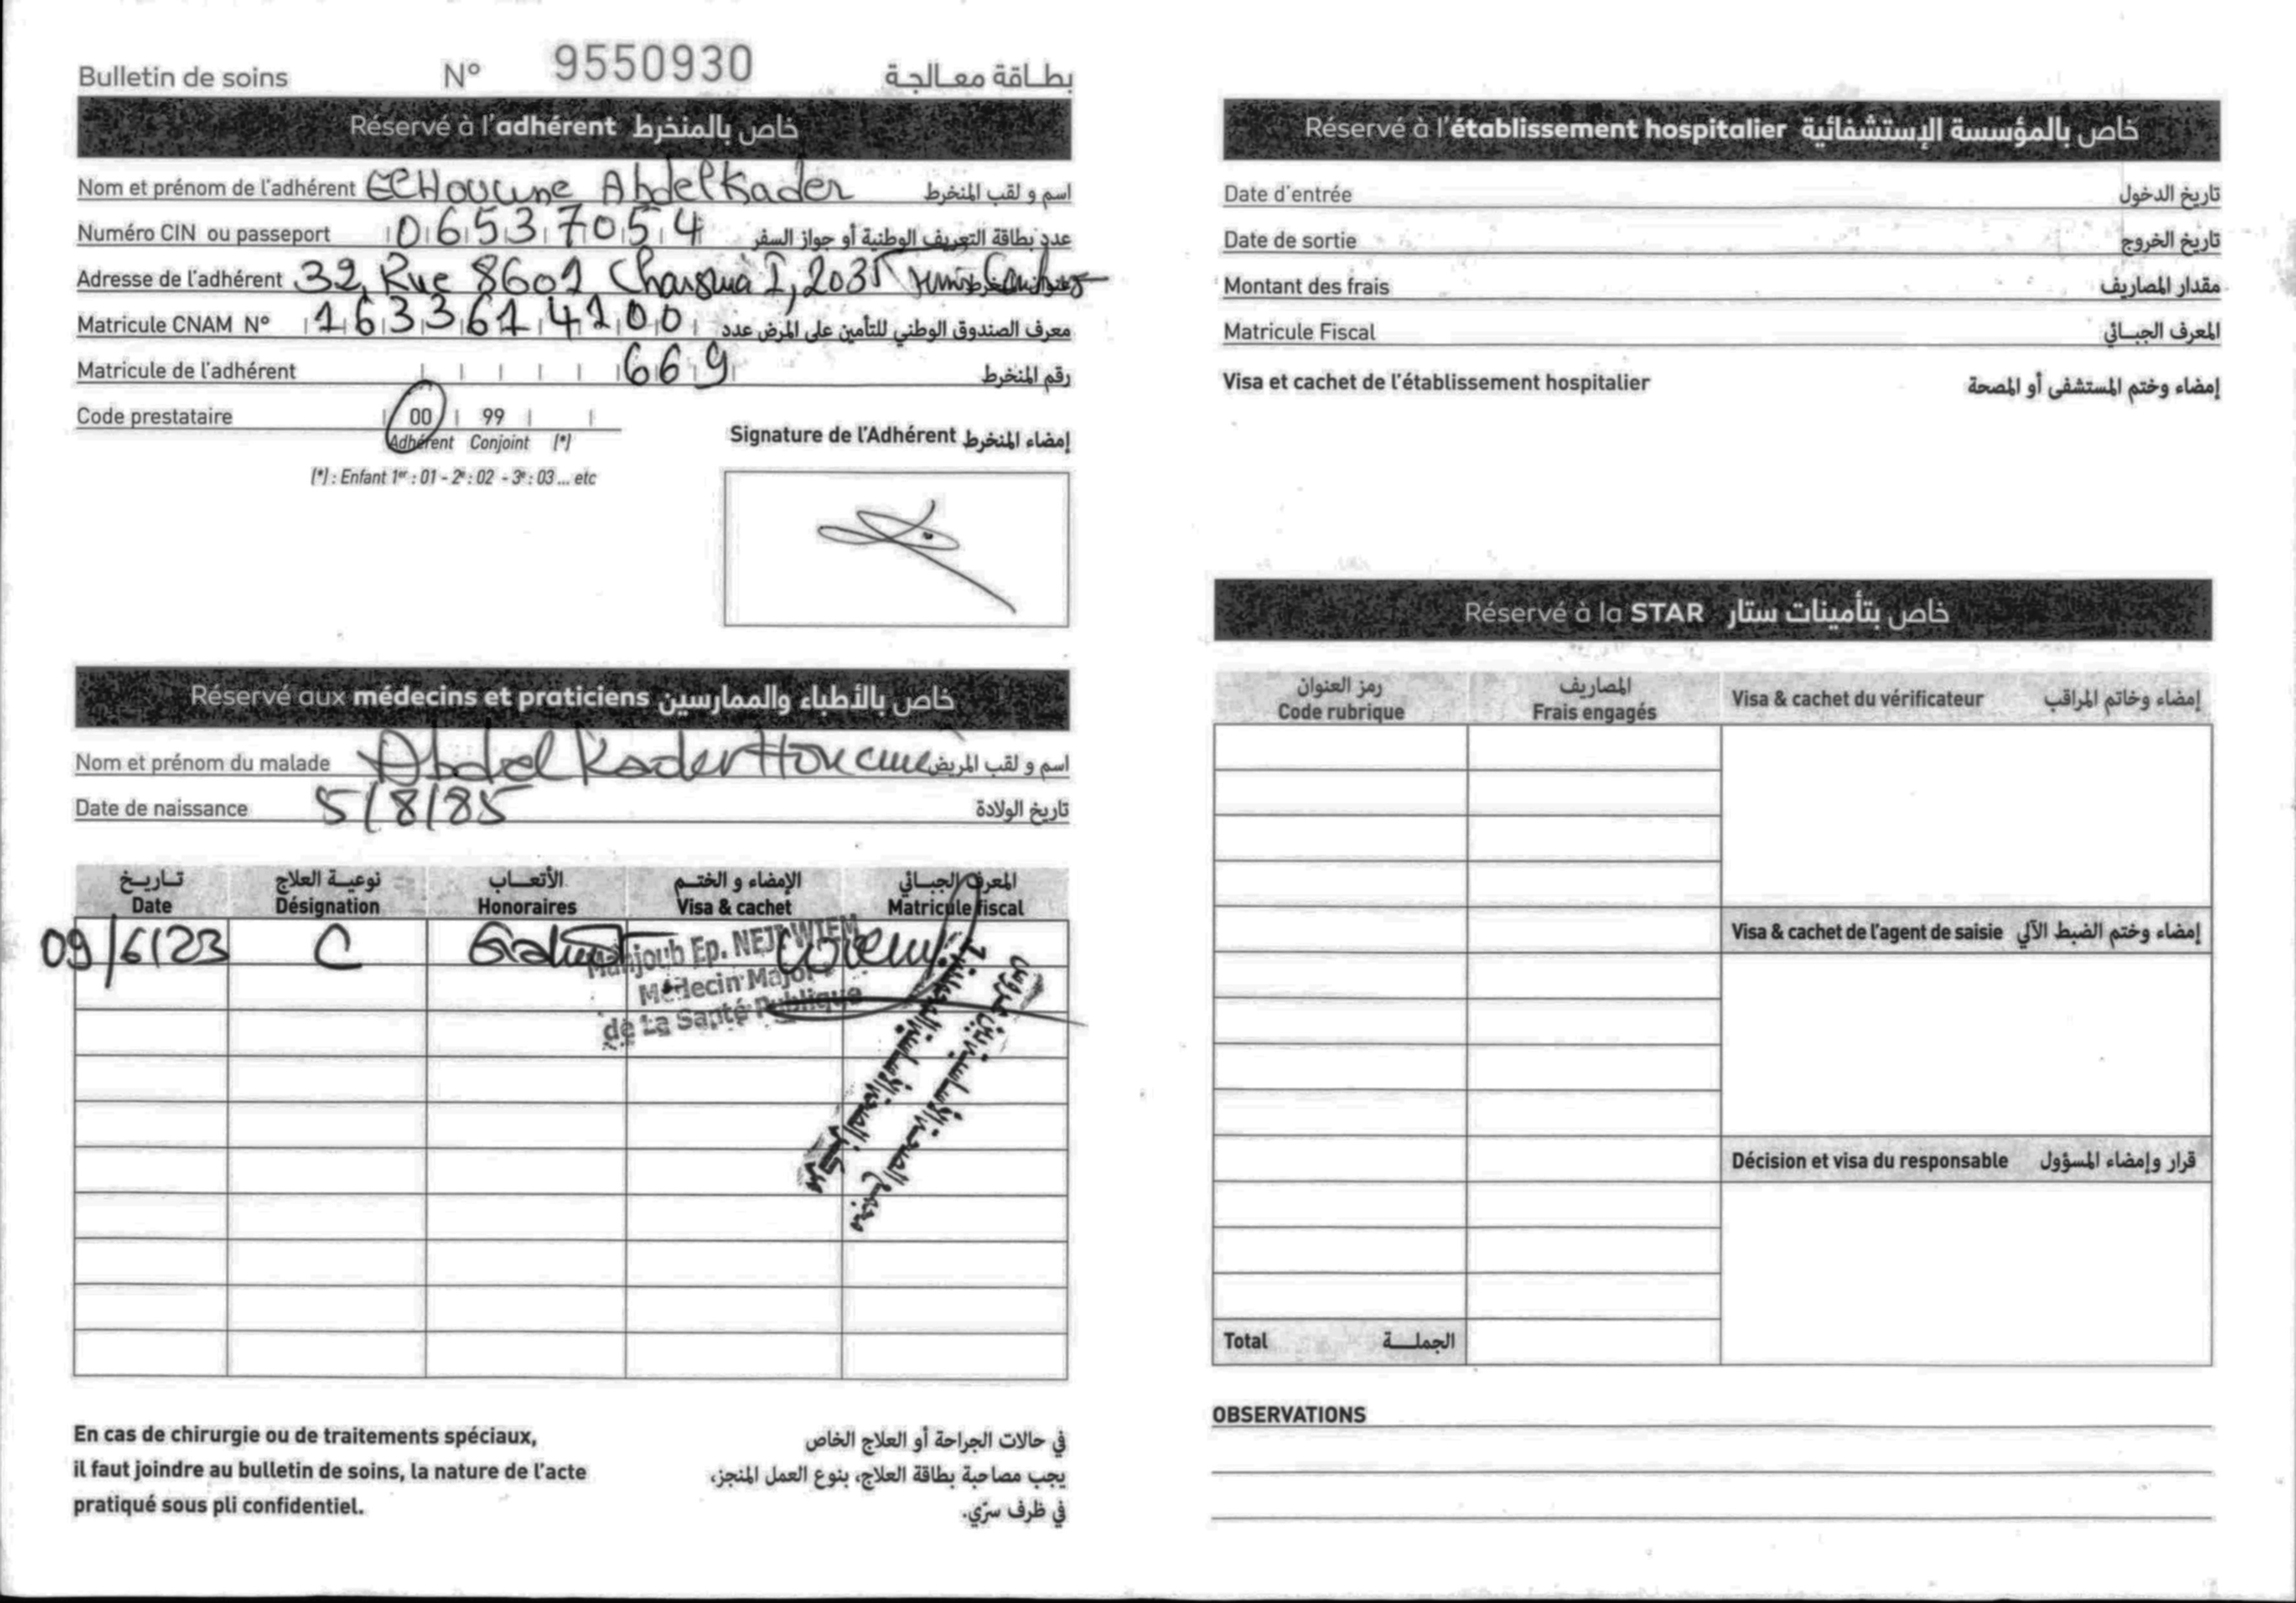 Bulletin de soins N° 9550930 بطاقة معالجة
Réservé à l'adhérent خاص بالمنخرط
Nom et prénom de l'adhérent ECHOUCHNE Abdelkader اسم و لقب المنخرط
Numéro CIN ou passeport 06537054 عدد بطاقة التعريف الوطنية أو جواز السفر
Adresse de l'adhérent 32, Rue 8601 Charguia I, 2035
Matricule CNAM N° 1633614100 معرف الصندوق الوطني للتأمين على المرض عدد
Matricule de l'adhérent 669 رقم المنخرط
Code prestataire 00 99
Adhérent Conjoint (*)
(*) : Enfant 1er : 01 - 2e : 02 - 3e : 03 ... etc
Signature de l'Adhérent إمضاء المنخرط
Réservé aux médecins et praticiens خاص بالأطباء والممارسين
Nom et prénom du malade Abdel Kader اسم و لقب المريض
Date de naissance 5/8/85 تاريخ الولادة
تاريخ نوعية العلاج الأتعاب الإمضاء و الختم المعرف الجبائي
Date Désignation Honoraires Visa & cachet Matricule fiscal
09/6/23 C
Mahjoub Ep. NEJI WIEM
Médecin Major
de La Santé Publique
En cas de chirurgie ou de traitements spéciaux,
il faut joindre au bulletin de soins, la nature de l'acte
pratiqué sous pli confidentiel.
في حالات الجراحة أو العلاج الخاص
يجب مصاحبة بطاقة العلاج، بنوع العمل المنجز،
في ظرف سرّي.
Réservé à l'établissement hospitalier خاص بالمؤسسة الإستشفائية
Date d'entrée تاريخ الدخول
Date de sortie تاريخ الخروج
Montant des frais مقدار المصاريف
Matricule Fiscal المعرف الجبائي
Visa et cachet de l'établissement hospitalier إمضاء وختم المستشفى أو المصحة
Réservé à la STAR خاص بتأمينات ستار
رمز العنوان المصاريف
Code rubrique Frais engagés
Visa & cachet du vérificateur إمضاء وخاتم المراقب
Visa & cachet de l'agent de saisie إمضاء وختم الضبط الآلي
Décision et visa du responsable قرار وإمضاء المسؤول
Total الجملة
OBSERVATIONS